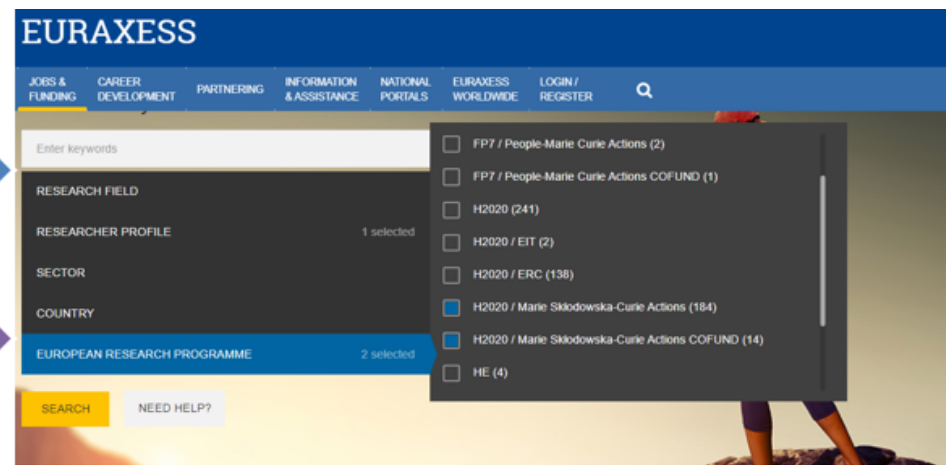 EURAXESS
JOBS &
FUNDING
CAREER
DEVELOPMENT
PARTNERING
INFORMATION
& ASSISTANCE
NATIONAL
PORTALS
EURAXESS
WORLDWIDE
LOGIN /
REGISTER
Enter keywords
RESEARCH FIELD
RESEARCHER PROFILE 1 selected
SECTOR
COUNTRY
EUROPEAN RESEARCH PROGRAMME 2 selected
SEARCH
NEED HELP?
FP7 / People-Marie Curie Actions (2)
FP7 / People-Marie Curie Actions COFUND (1)
H2020 (241)
H2020 / EIT (2)
H2020 / ERC (138)
H2020 / Marie Skłodowska-Curie Actions (184)
H2020 / Marie Skłodowska-Curie Actions COFUND (14)
HE (4)